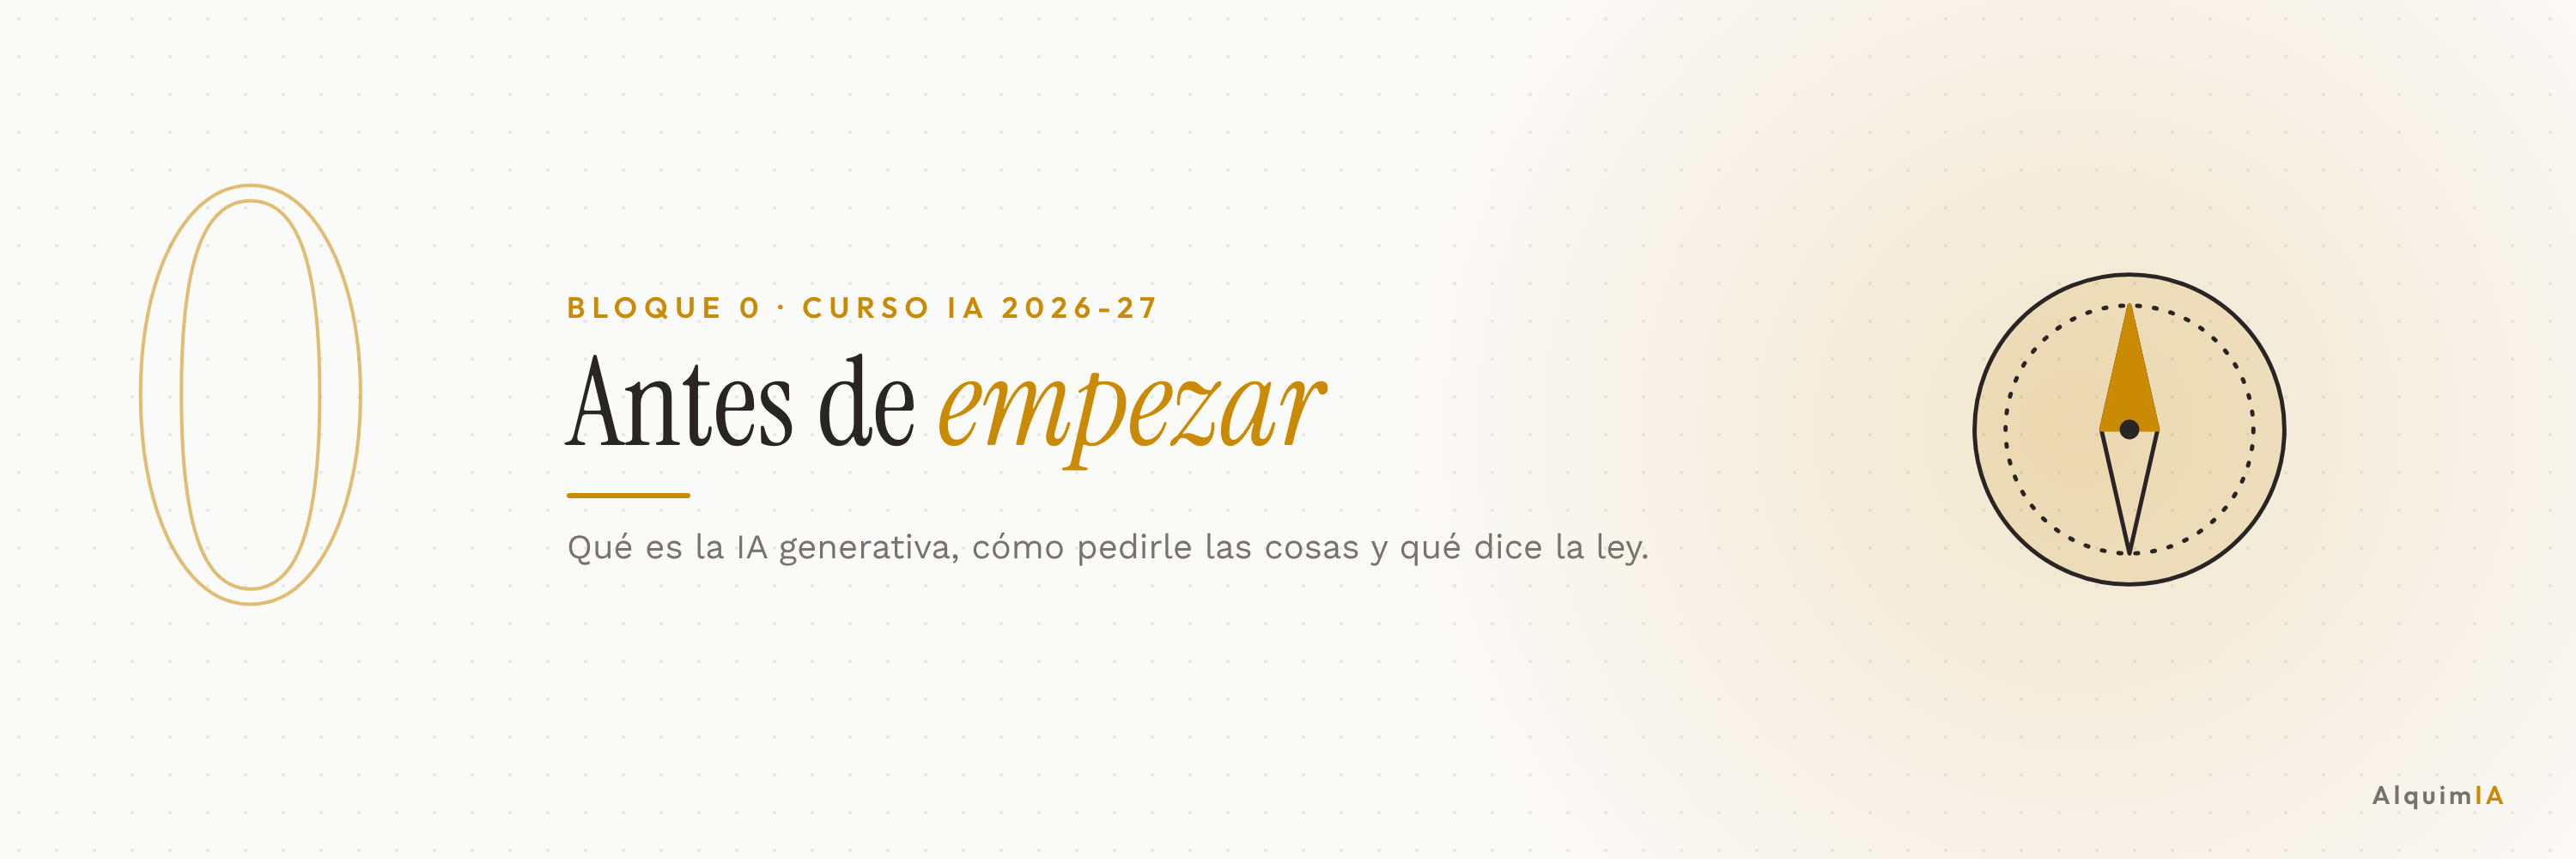 0
BLOQUE 0 · CURSO IA 2026-27
Antes de empezar
Qué es la IA generativa, cómo pedirle las cosas y qué dice la ley.
AlquimIA